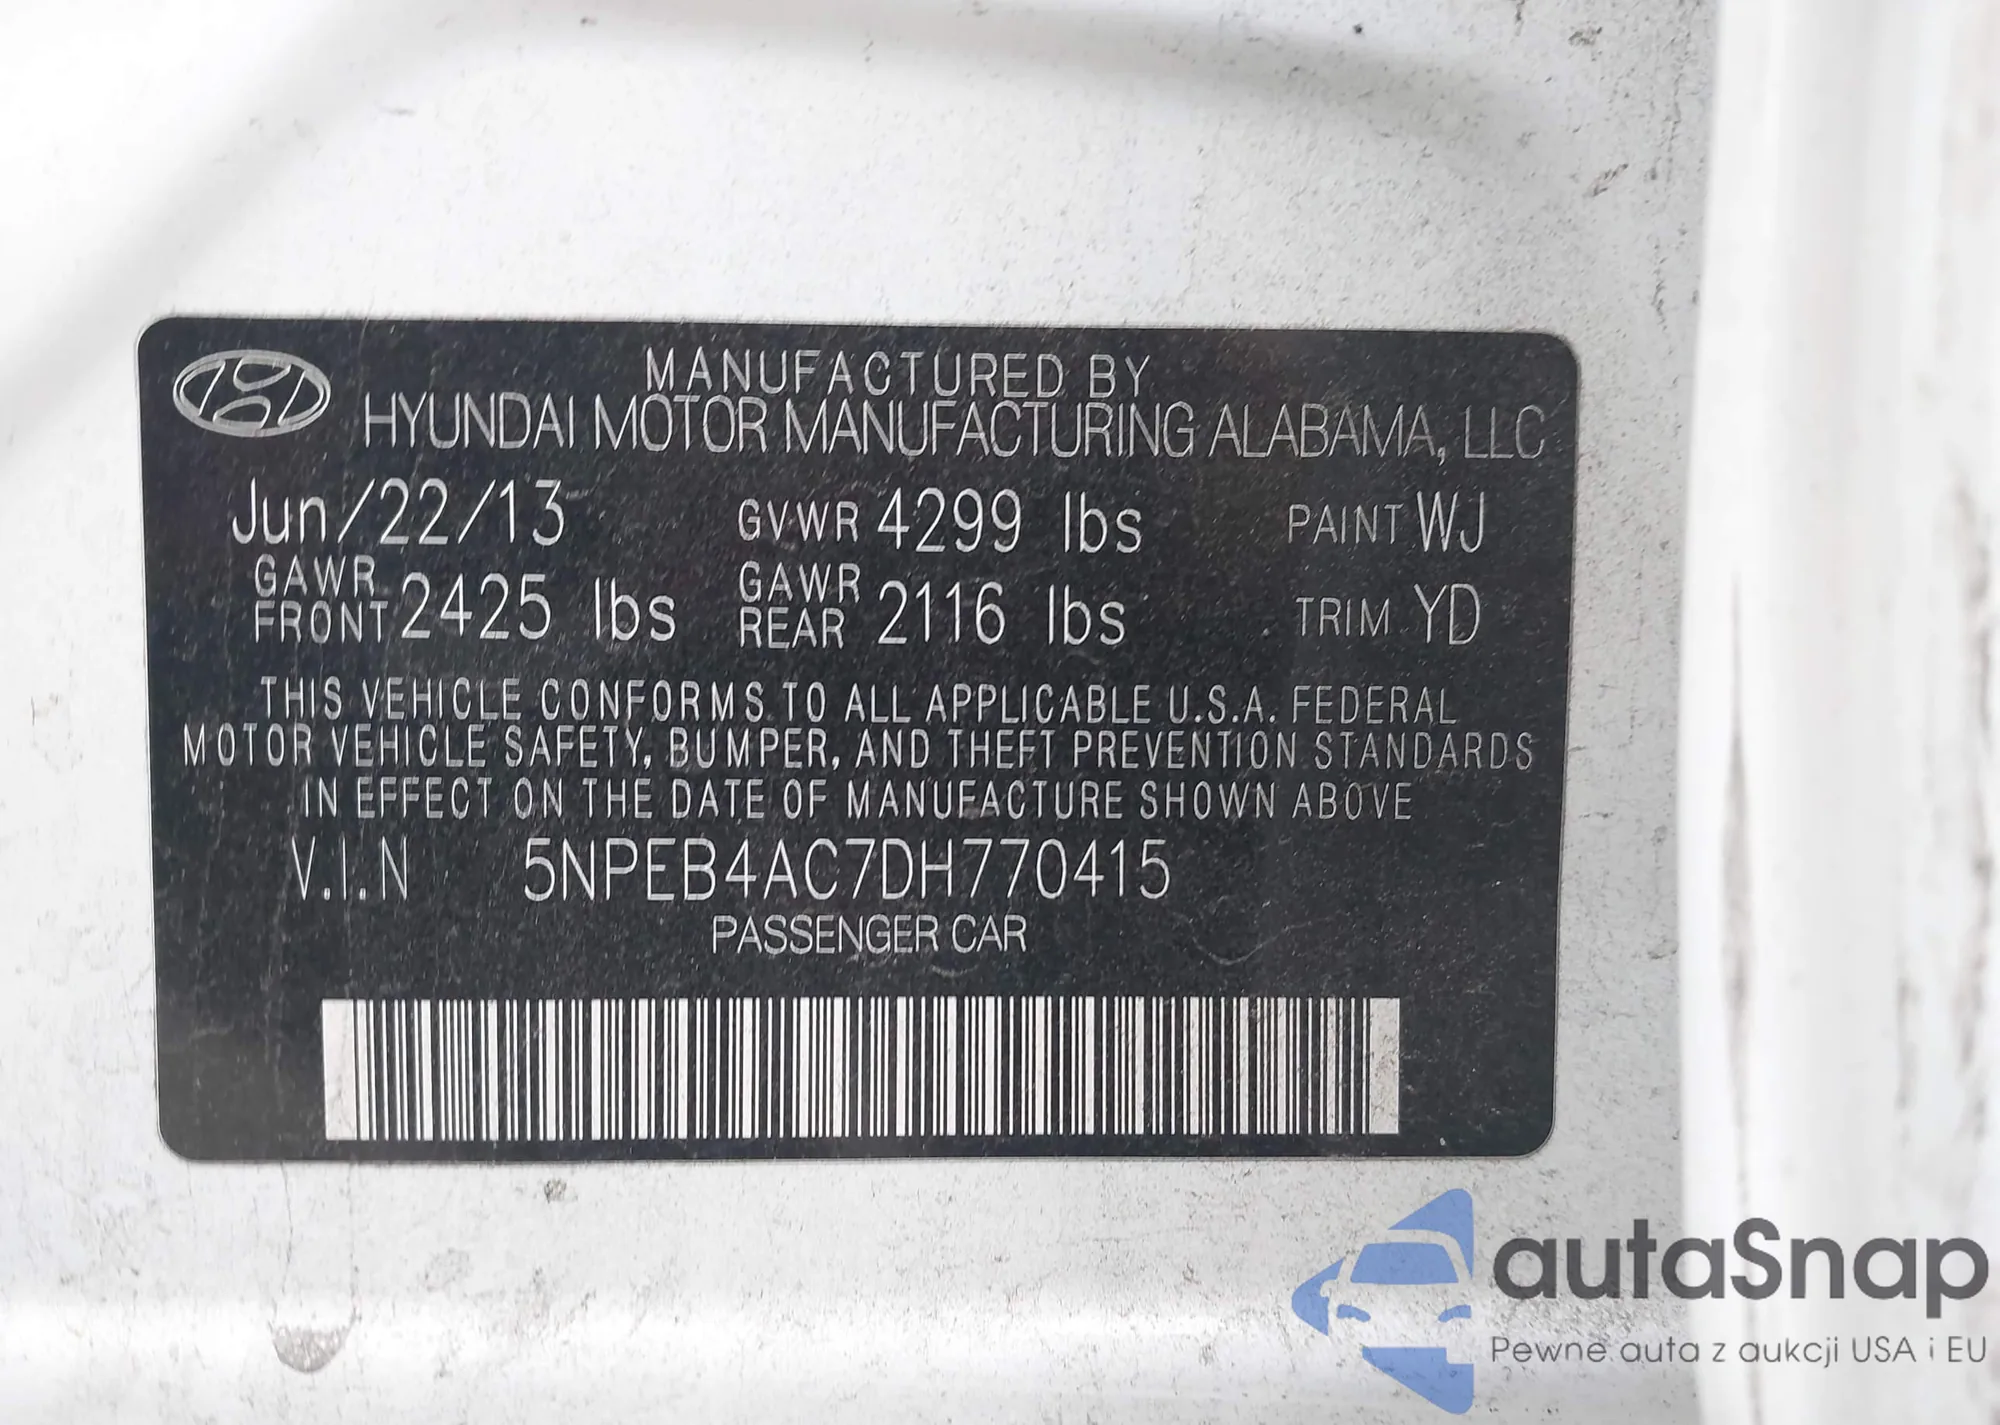 MANUFACTURED BY
HYUNDAI MOTOR MANUFACTURING ALABAMA, LLC
Jun/22/13 GVWR 4299 lbs PAINT WJ
GAWR FRONT 2425 lbs GAWR REAR 2116 lbs TRIM YD
THIS VEHICLE CONFORMS TO ALL APPLICABLE U.S.A. FEDERAL
MOTOR VEHICLE SAFETY, BUMPER, AND THEFT PREVENTION STANDARDS
IN EFFECT ON THE DATE OF MANUFACTURE SHOWN ABOVE
V.I.N 5NPEB4AC7DH770415
PASSENGER CAR
autaSnap
Pewne auta z aukcji USA i EU